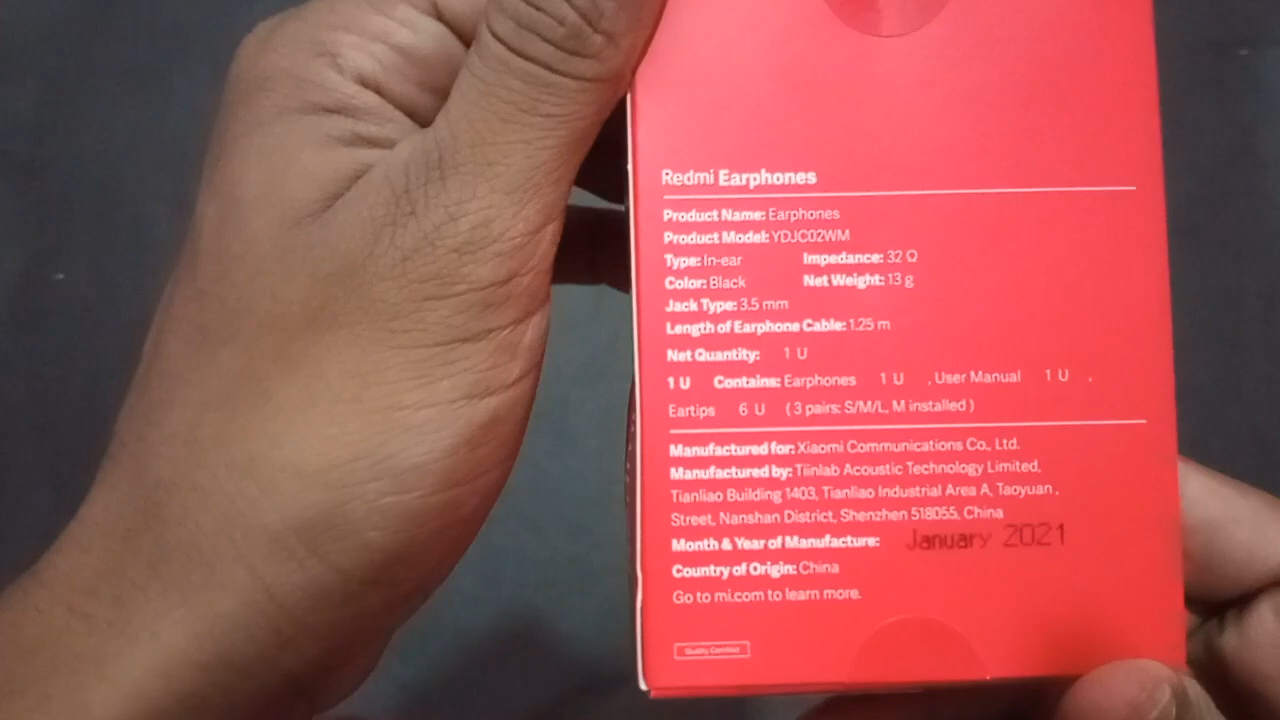 Redmi Earphones
Product Name: Earphones
Product Model: YDJC02WM
Type: In-ear Impedance: 32 Ω
Color: Black Net Weight: 13 g
Jack Type: 3.5 mm
Length of Earphone Cable: 1.25 m
Net Quantity: 1 U
1 U Contains: Earphones 1 U , User Manual 1 U ,
Eartips 6 U ( 3 pairs: S/M/L, M installed )
Manufactured for: Xiaomi Communications Co., Ltd.
Manufactured by: Tiinlab Acoustic Technology Limited,
Tianliao Building 1403, Tianliao Industrial Area A, Taoyuan .
Street, Nanshan District, Shenzhen 518055, China
Month & Year of Manufacture: January 2021
Country of Origin: China
Go to mi.com to learn more.
Quality Certified